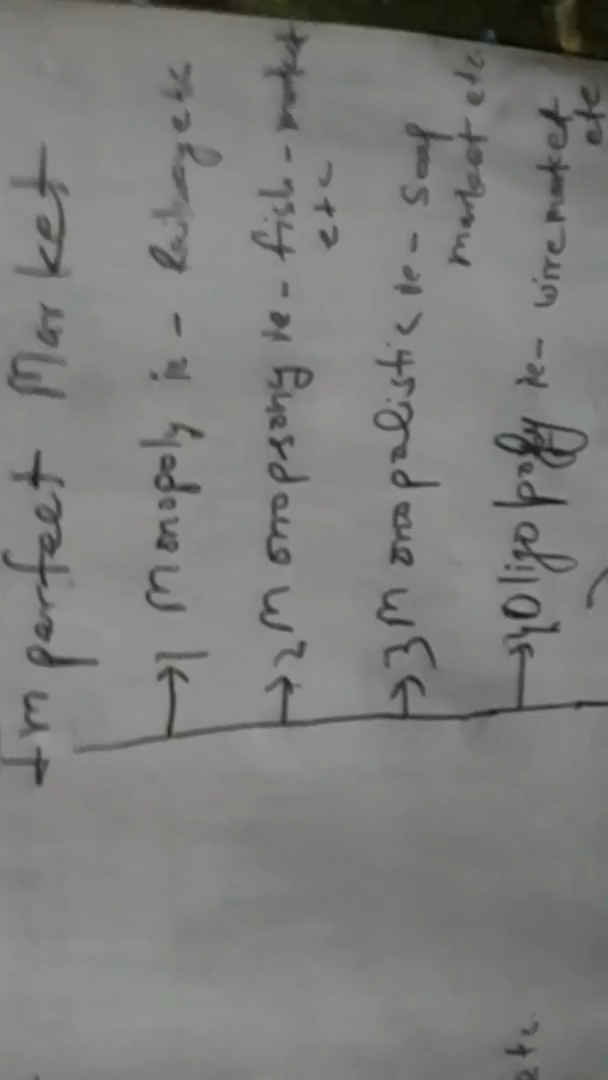 Imperfect Market
→1 Monopoly ie - Railway etc
→2 Monopsony ie - fish - market
etc
→3 Monopalistic ie - Soap
market etc
→4 Oligopoly ie - wire market
etc
etc.